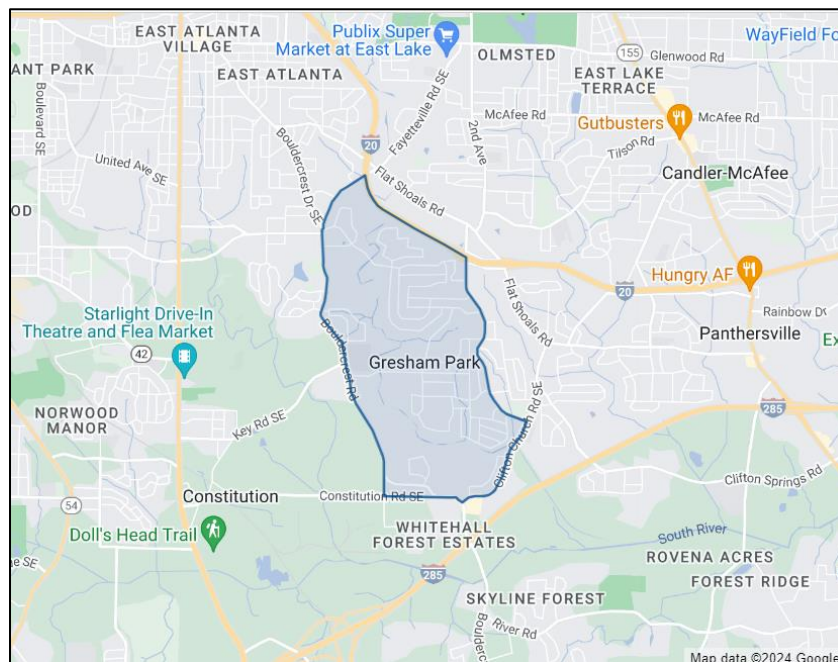 EAST ATLANTA
VILLAGE
Publix Super
Market at East Lake
OLMSTED
155
Glenwood Rd
WayField Fo
ANT PARK
EAST ATLANTA
EAST LAKE
TERRACE
Boulevard SE
Bouldercrest Dr SE
20
Fayetteville Rd SE
2nd Ave
McAfee Rd
McAfee Rd
Gutbusters
Tilson Rd
United Ave SE
Flat Shoals Rd
Candler-McAfee
OD
Hungry AF
20
Starlight Drive-In
Theatre and Flea Market
Flat Shoals Rd
Rainbow D
Panthersville
Ex
42
Bouldercrest Rd
Gresham Park
NORWOOD
MANOR
Key Rd SE
Clifton Church Rd SE
285
54
Constitution
Constitution Rd SE
Clifton Springs Rd
Doll's Head Trail
WHITEHALL
FOREST ESTATES
South River
ROVENA ACRES
ne SE
285
FOREST RIDGE
SKYLINE FOREST
River Rd
Boulderc
Map data ©2024 Google